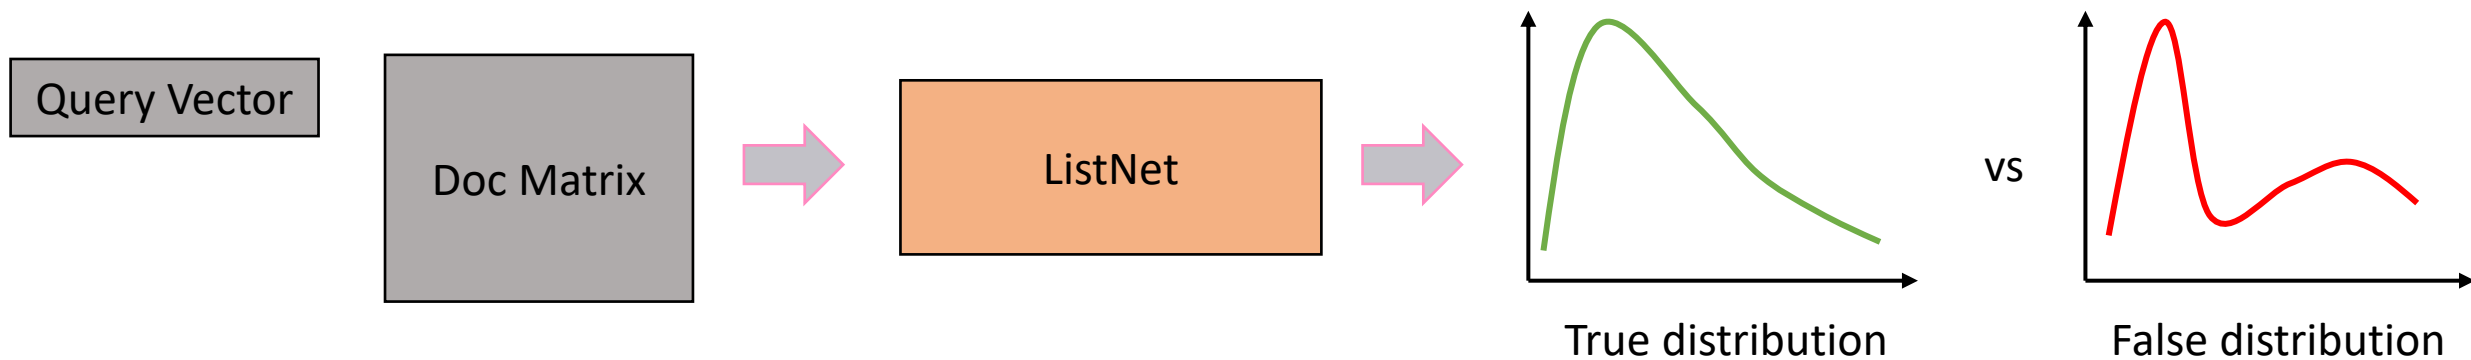 Query Vector
Doc Matrix
ListNet
vs
True distribution
False distribution